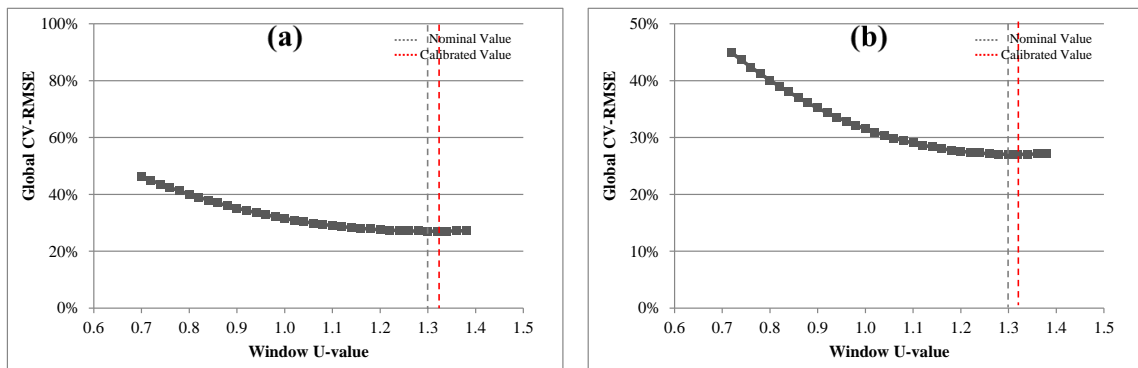 (a)
Nominal Value
Calibrated Value
Global CV-RMSE
100%
80%
60%
40%
20%
0%
0.6 0.7 0.8 0.9 1.0 1.1 1.2 1.3 1.4 1.5
Window U-value
(b)
Nominal Value
Calibrated Value
Global CV-RMSE
50%
40%
30%
20%
10%
0%
0.6 0.7 0.8 0.9 1.0 1.1 1.2 1.3 1.4 1.5
Window U-value